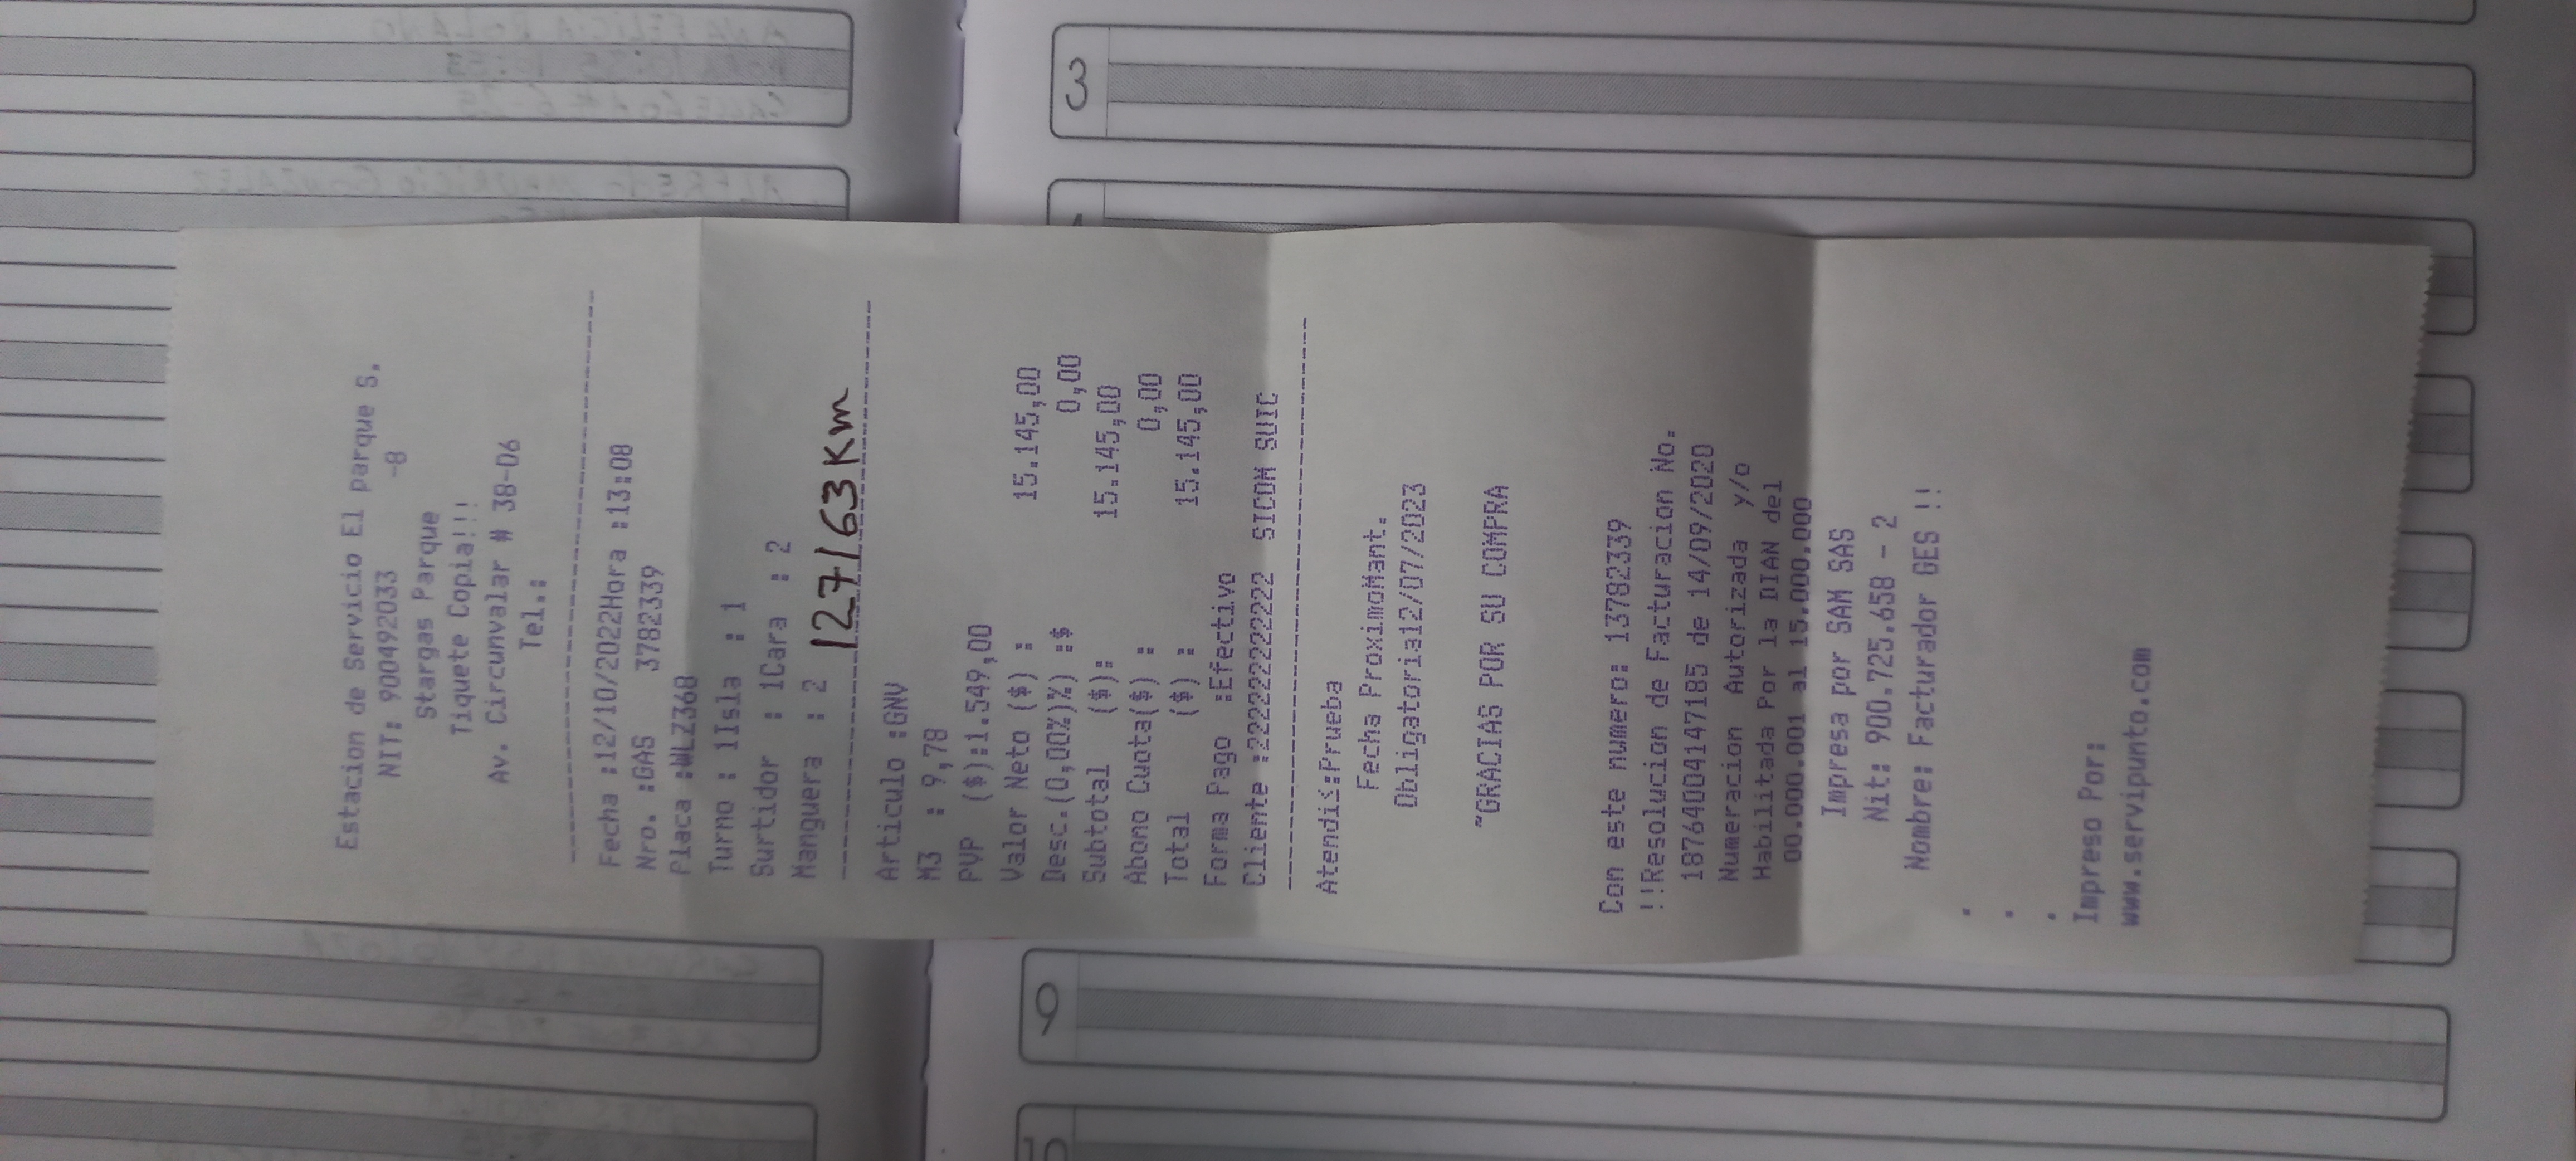 Estacion de Servicio El parque S.
NIT: 900492033 -8
Stargas Parque
Tiquete Copia!!!
Av. Circunvalar # 38-06
Tel.:
Fecha :12/10/2022Hora :13:08
Nro. :GAS 3782339
Placa :WLZ368
Turno : 1Isla : 1
Surtidor : 1Cara : 2
Manguera : 2
127163Km
Articulo :GNV
M3 : 9,78
PVP ($):1.549,00
Valor Neto ($) : 15.145,00
Desc.(0,00%)%) :$ 0,00
Subtotal ($): 15.145,00
Abono Cuota($) : 0,00
Total ($) : 15.145,00
Forma Pago :Efectivo
Cliente :222222222222 SICOM SUIC
Atendi<:Prueba
Fecha ProximoMant.
Obligatoria12/07/2023
"GRACIAS POR SU COMPRA
Con este numero: 13782339
!!Resolucion de Facturacion No.
18764004147185 de 14/09/2020
Numeracion Autorizada y/o
Habilitada Por la DIAN del
00.000.001 al 15.000.000
Impresa por SAM SAS
Nit: 900.725.658 - 2
Nombre: Facturador GES !!
.
.
.
Impreso Por:
www.servipunto.com
3
9
10